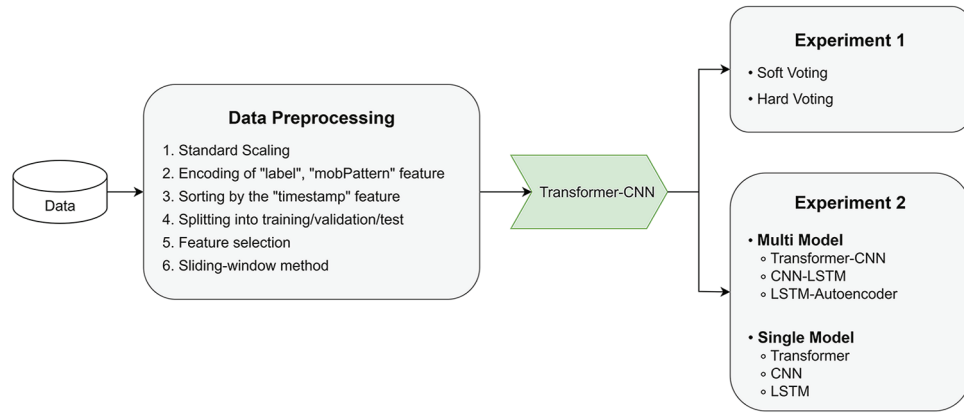 Data
Data Preprocessing
1. Standard Scaling
2. Encoding of "label", "mobPattern" feature
3. Sorting by the "timestamp" feature
4. Splitting into training/validation/test
5. Feature selection
6. Sliding-window method
Transformer-CNN
Experiment 1
• Soft Voting
• Hard Voting
Experiment 2
• Multi Model
∘ Transformer-CNN
∘ CNN-LSTM
∘ LSTM-Autoencoder
• Single Model
∘ Transformer
∘ CNN
∘ LSTM